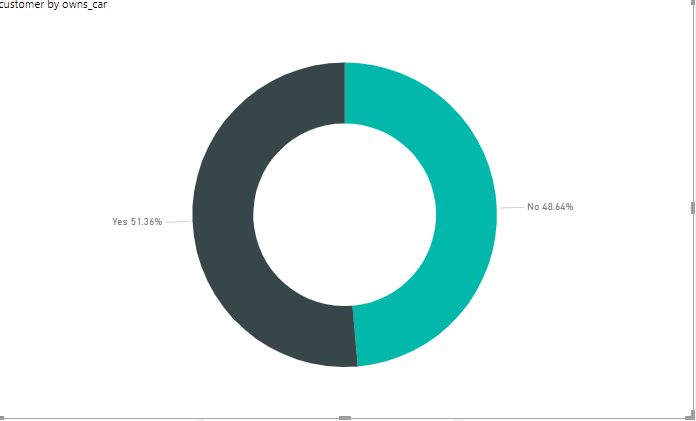 customer by owns_car
Yes 51.36%
No 48.64%